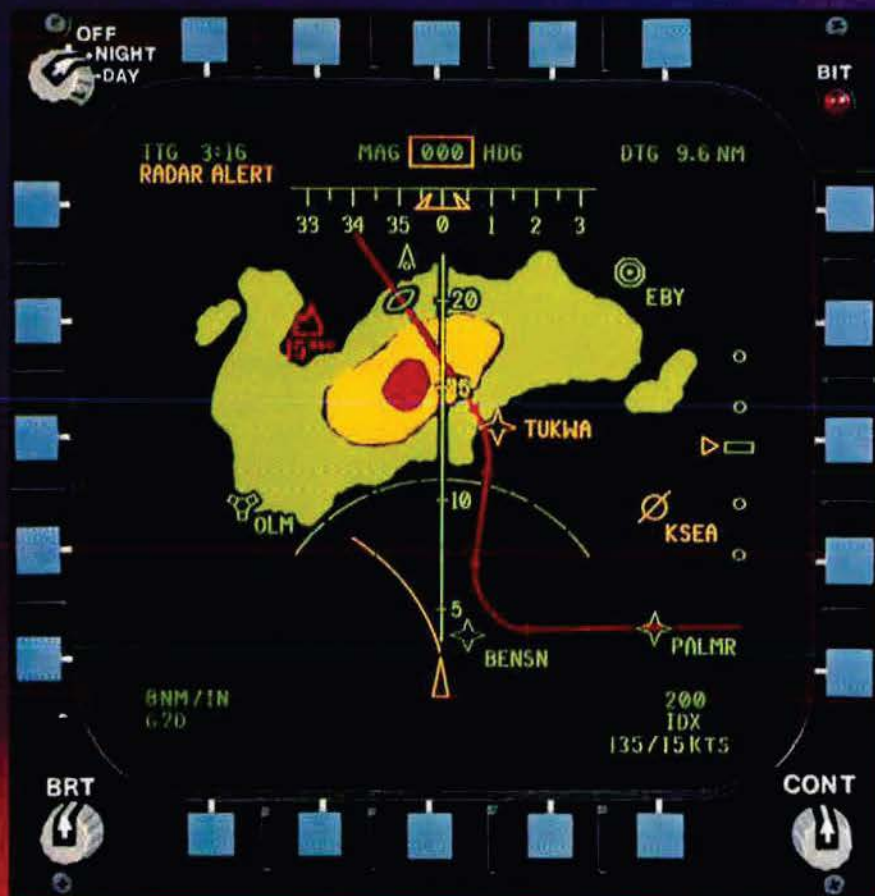 OFF
NIGHT
DAY
BIT
TTG 3:16 MAG 000 HDG DTG 9.6 NM
RADAR ALERT
33 34 35 0 1 2 3
20
EBY
15
TUKWA
10
OLM
KSEA
5
BENSN
PALMR
8NM/IN
200
IDX
135/15KTS
BRT
CONT